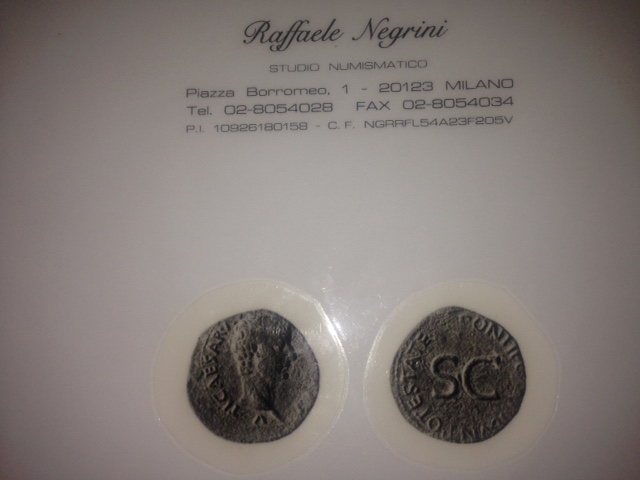 Raffaele Negrini
STUDIO NUMISMATICO
Piazza Borromeo, 1 - 20123 MILANO
Tel. 02-8054028 FAX 02-8054034
P.I. 10926180158 - C.F. NGRRFL54A23F205V
SC